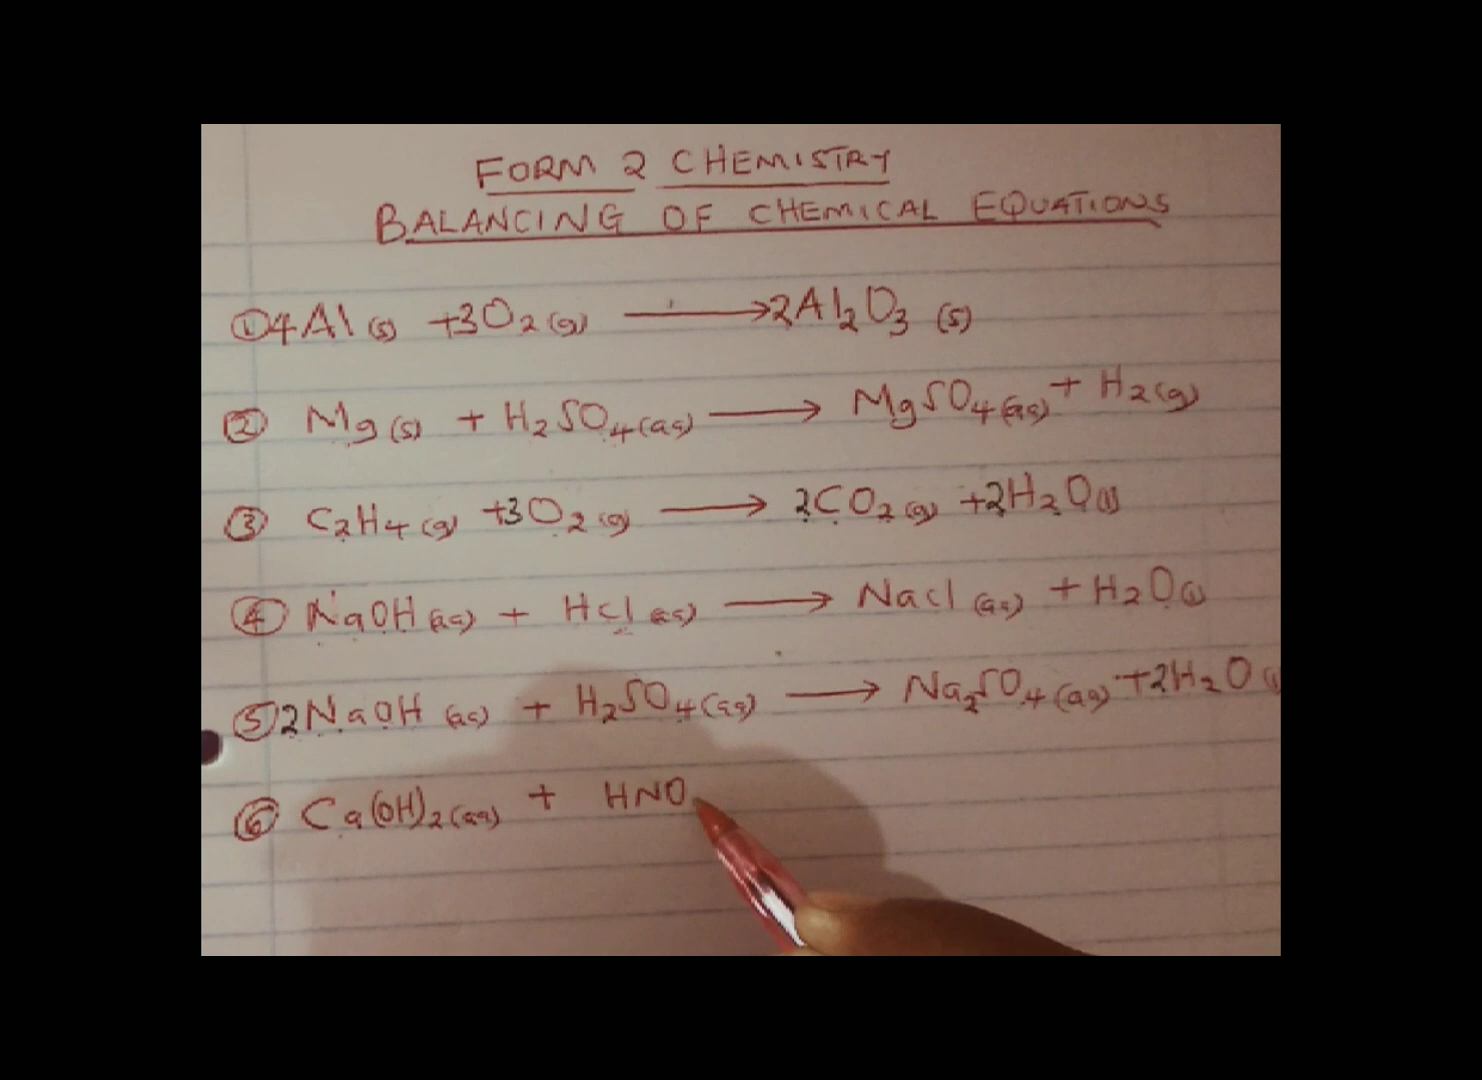 FORM 2 CHEMISTRY
BALANCING OF CHEMICAL EQUATIONS
① 4Al(s) + 3O₂(g) ⟶ 2Al₂O₃(s)
② Mg(s) + H₂SO₄(aq) ⟶ MgSO₄(aq) + H₂(g)
③ C₂H₄(g) + 3O₂(g) ⟶ 2CO₂(g) + 2H₂O(l)
④ NaOH(aq) + HCl(aq) ⟶ NaCl(aq) + H₂O(l)
⑤ 2NaOH(aq) + H₂SO₄(aq) ⟶ Na₂SO₄(aq) + 2H₂O(l
⑥ Ca(OH)₂(aq) + HNO